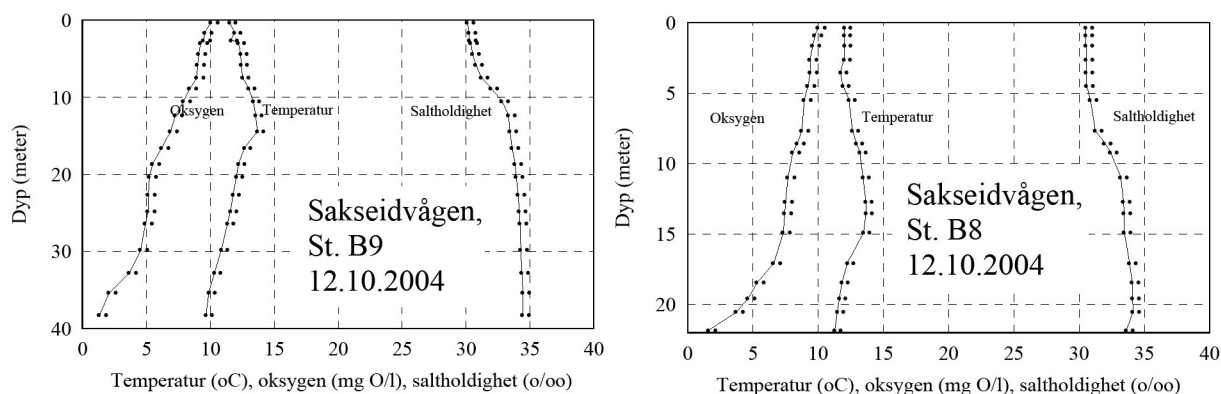 0
10
20
30
40
Dyp (meter)
Oksygen
Temperatur
Saltholdighet
Sakseidvågen,
St. B9
12.10.2004
0
5
10
15
20
25
30
35
40
Temperatur (oC), oksygen (mg O/l), saltholdighet (o/oo)
0
5
10
15
20
Dyp (meter)
Oksygen
Temperatur
Saltholdighet
Sakseidvågen,
St. B8
12.10.2004
0
5
10
15
20
25
30
35
40
Temperatur (oC), oksygen (mg O/l), saltholdighet (o/oo)